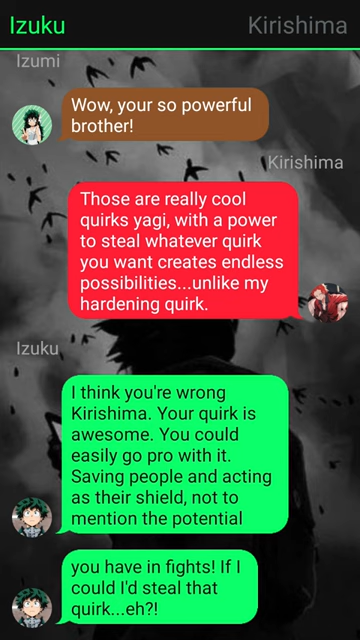 Izuku
Kirishima
Izumi
Wow, your so powerful
brother!
Kirishima
Those are really cool
quirks yagi, with a power
to steal whatever quirk
you want creates endless
possibilities...unlike my
hardening quirk.
Izuku
I think you're wrong
Kirishima. Your quirk is
awesome. You could
easily go pro with it.
Saving people and acting
as their shield, not to
mention the potential
you have in fights! If I
could I'd steal that
quirk...eh?!